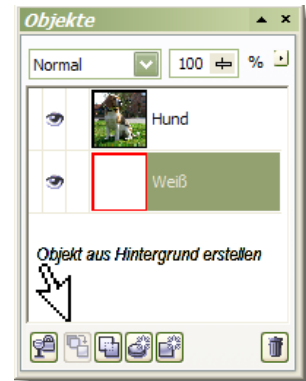 Objekte
Normal 100 %
Hund
Weiß
Objekt aus Hintergrund erstellen